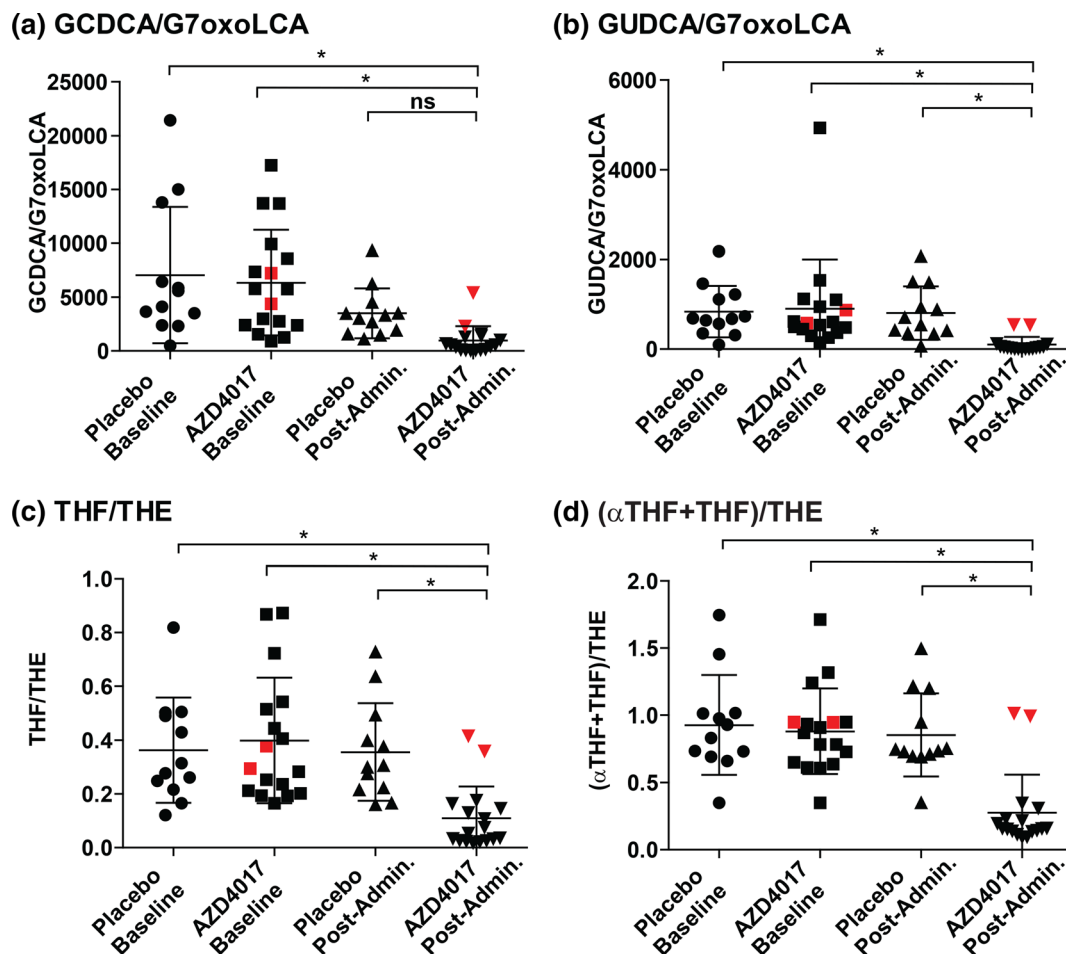 (a) GCDCA/G7oxoLCA
*
*
ns
25000
20000
15000
10000
5000
0
GCDCA/G7oxoLCA
Placebo
Baseline
AZD4017
Baseline
Placebo
Post-Admin.
AZD4017
Post-Admin.
(b) GUDCA/G7oxoLCA
*
*
*
6000
4000
2000
0
GUDCA/G7oxoLCA
Placebo
Baseline
AZD4017
Baseline
Placebo
Post-Admin.
AZD4017
Post-Admin.
(c) THF/THE
*
*
*
1.0
0.8
0.6
0.4
0.2
0.0
THF/THE
Placebo
Baseline
AZD4017
Baseline
Placebo
Post-Admin.
AZD4017
Post-Admin.
(d) (αTHF+THF)/THE
*
*
*
2.0
1.5
1.0
0.5
0.0
(αTHF+THF)/THE
Placebo
Baseline
AZD4017
Baseline
Placebo
Post-Admin.
AZD4017
Post-Admin.